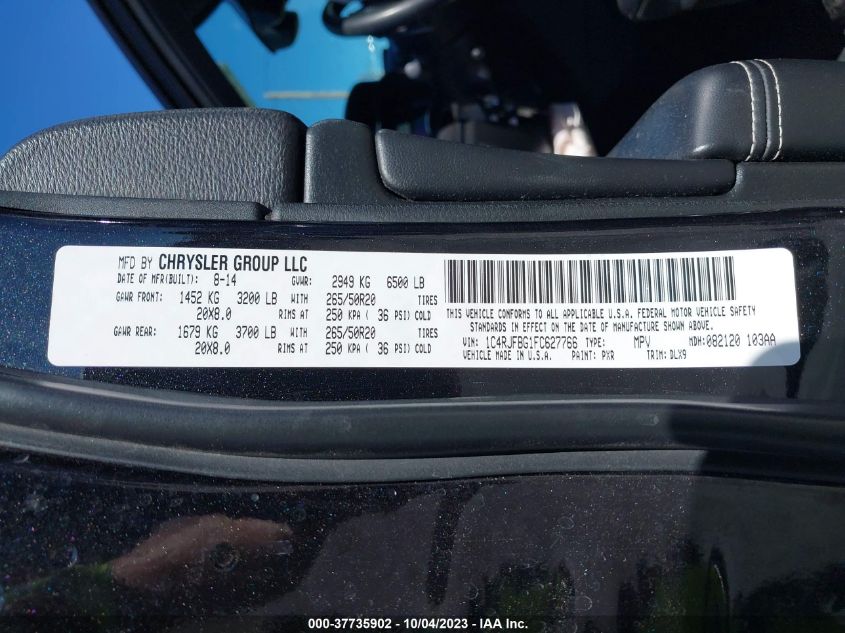 MFD BY CHRYSLER GROUP LLC
DATE OF MFR(BUILT): 8-14 GVWR: 2949 KG 6500 LB
GAWR FRONT: 1452 KG 3200 LB WITH 265/50R20 TIRES
20X8.0 RIMS AT 250 KPA ( 36 PSI) COLD
GAWR REAR: 1679 KG 3700 LB WITH 265/50R20 TIRES
20X8.0 RIMS AT 250 KPA ( 36 PSI) COLD
THIS VEHICLE CONFORMS TO ALL APPLICABLE U.S.A. FEDERAL MOTOR VEHICLE SAFETY
STANDARDS IN EFFECT ON THE DATE OF MANUFACTURE SHOWN ABOVE.
VIN: 1C4RJFBG1FC627766 TYPE: MPV MDH:082120 103AA
VEHICLE MADE IN U.S.A. PAINT: PXR TRIM: DLX9
000-37735902 - 10/04/2023 - IAA Inc.